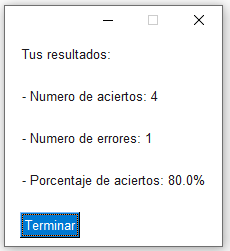 Tus resultados:
- Numero de aciertos: 4
- Numero de errores: 1
- Porcentaje de aciertos: 80.0%
Terminar